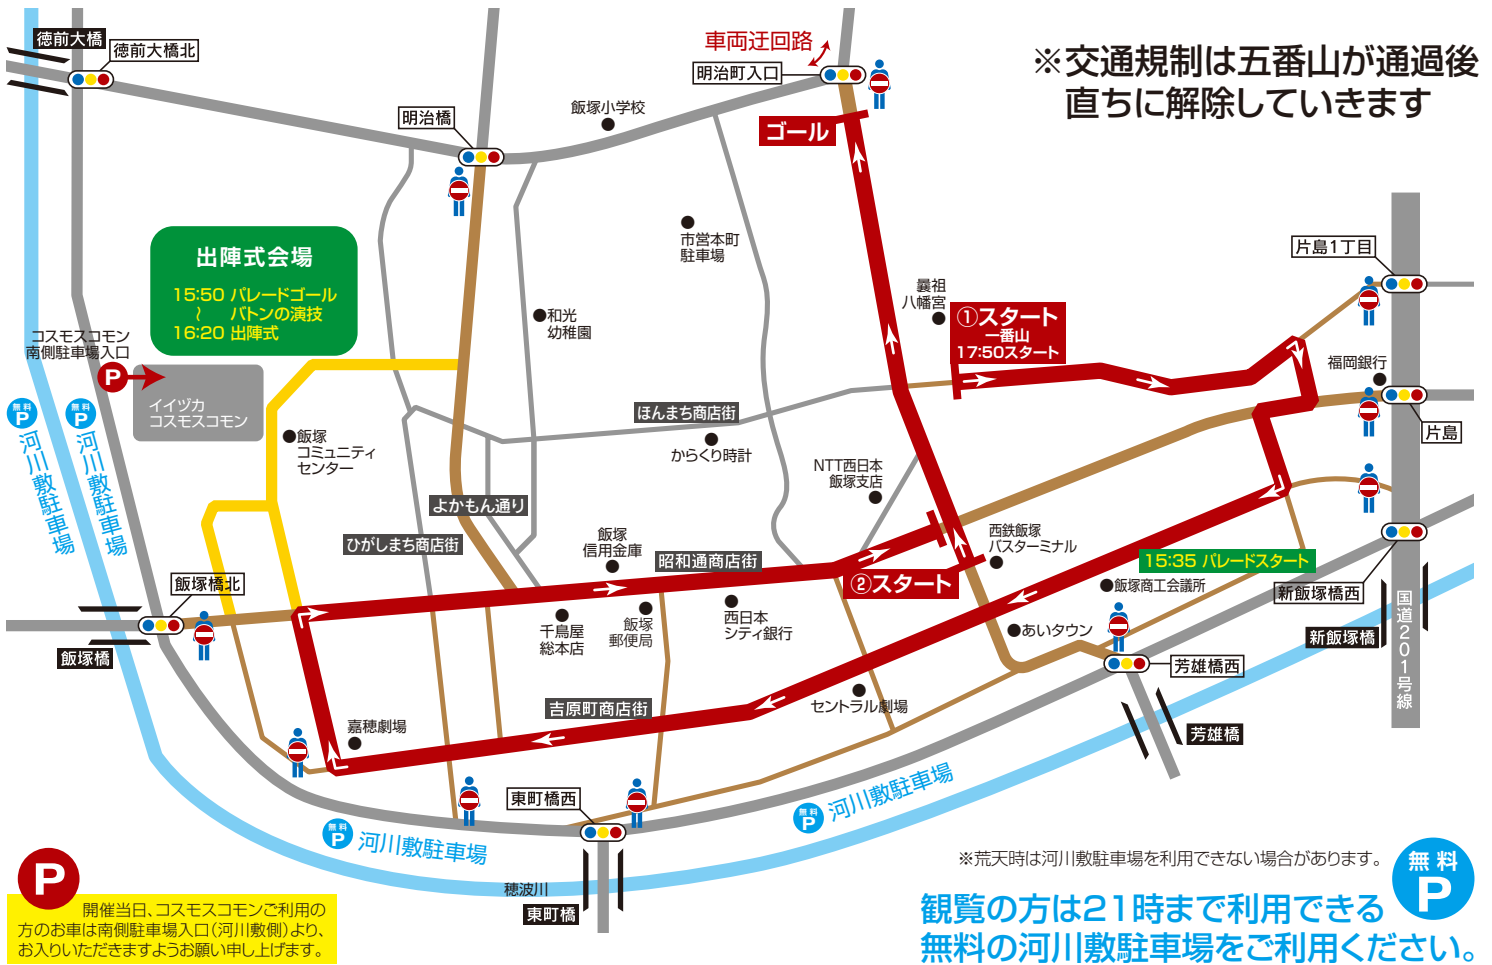 徳前大橋
徳前大橋北
明治橋
飯塚小学校
車両迂回路
明治町入口
※交通規制は五番山が通過後
直ちに解除していきます
ゴール
出陣式会場
15:50 パレードゴール
〜 バトンの演技
16:20 出陣式
市営本町
駐車場
和光
幼稚園
曩祖
八幡宮
①スタート
一番山
17:50スタート
片島1丁目
福岡銀行
片島
コスモスコモン
南側駐車場入口
P
イイヅカ
コスモスコモン
無料
P
河川敷駐車場
無料
P
河川敷駐車場
飯塚
コミュニティ
センター
ほんまち商店街
からくり時計
NTT西日本
飯塚支店
よかもん通り
ひがしまち商店街
飯塚
信用金庫
昭和通商店街
②スタート
西鉄飯塚
バスターミナル
15:35 パレードスタート
飯塚商工会議所
新飯塚橋西
新飯塚橋
国道201号線
飯塚橋北
飯塚橋
千鳥屋
総本店
飯塚
郵便局
西日本
シティ銀行
あいタウン
芳雄橋西
芳雄橋
セントラル劇場
吉原町商店街
嘉穂劇場
東町橋西
東町橋
穂波川
無料
P
河川敷駐車場
無料
P
河川敷駐車場
P
開催当日、コスモスコモンご利用の
方のお車は南側駐車場入口(河川敷側)より、
お入りいただきますようお願い申し上げます。
※荒天時は河川敷駐車場を利用できない場合があります。
無料
P
観覧の方は21時まで利用できる
無料の河川敷駐車場をご利用ください。